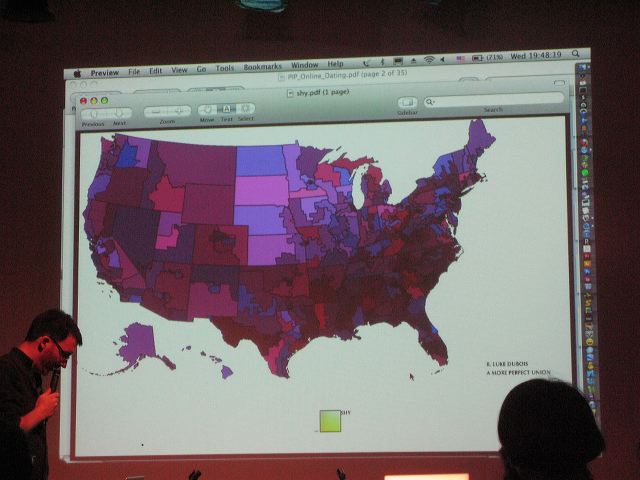 Preview File Edit View Go Tools Bookmarks Window Help (71%) Wed 19:48:19
PIP_Online_Dating.pdf (page 2 of 35)
shy.pdf (1 page)
Previous Next Zoom Move Text Select Sidebar Search
R. LUKE DUBOIS
A MORE PERFECT UNION
SHY